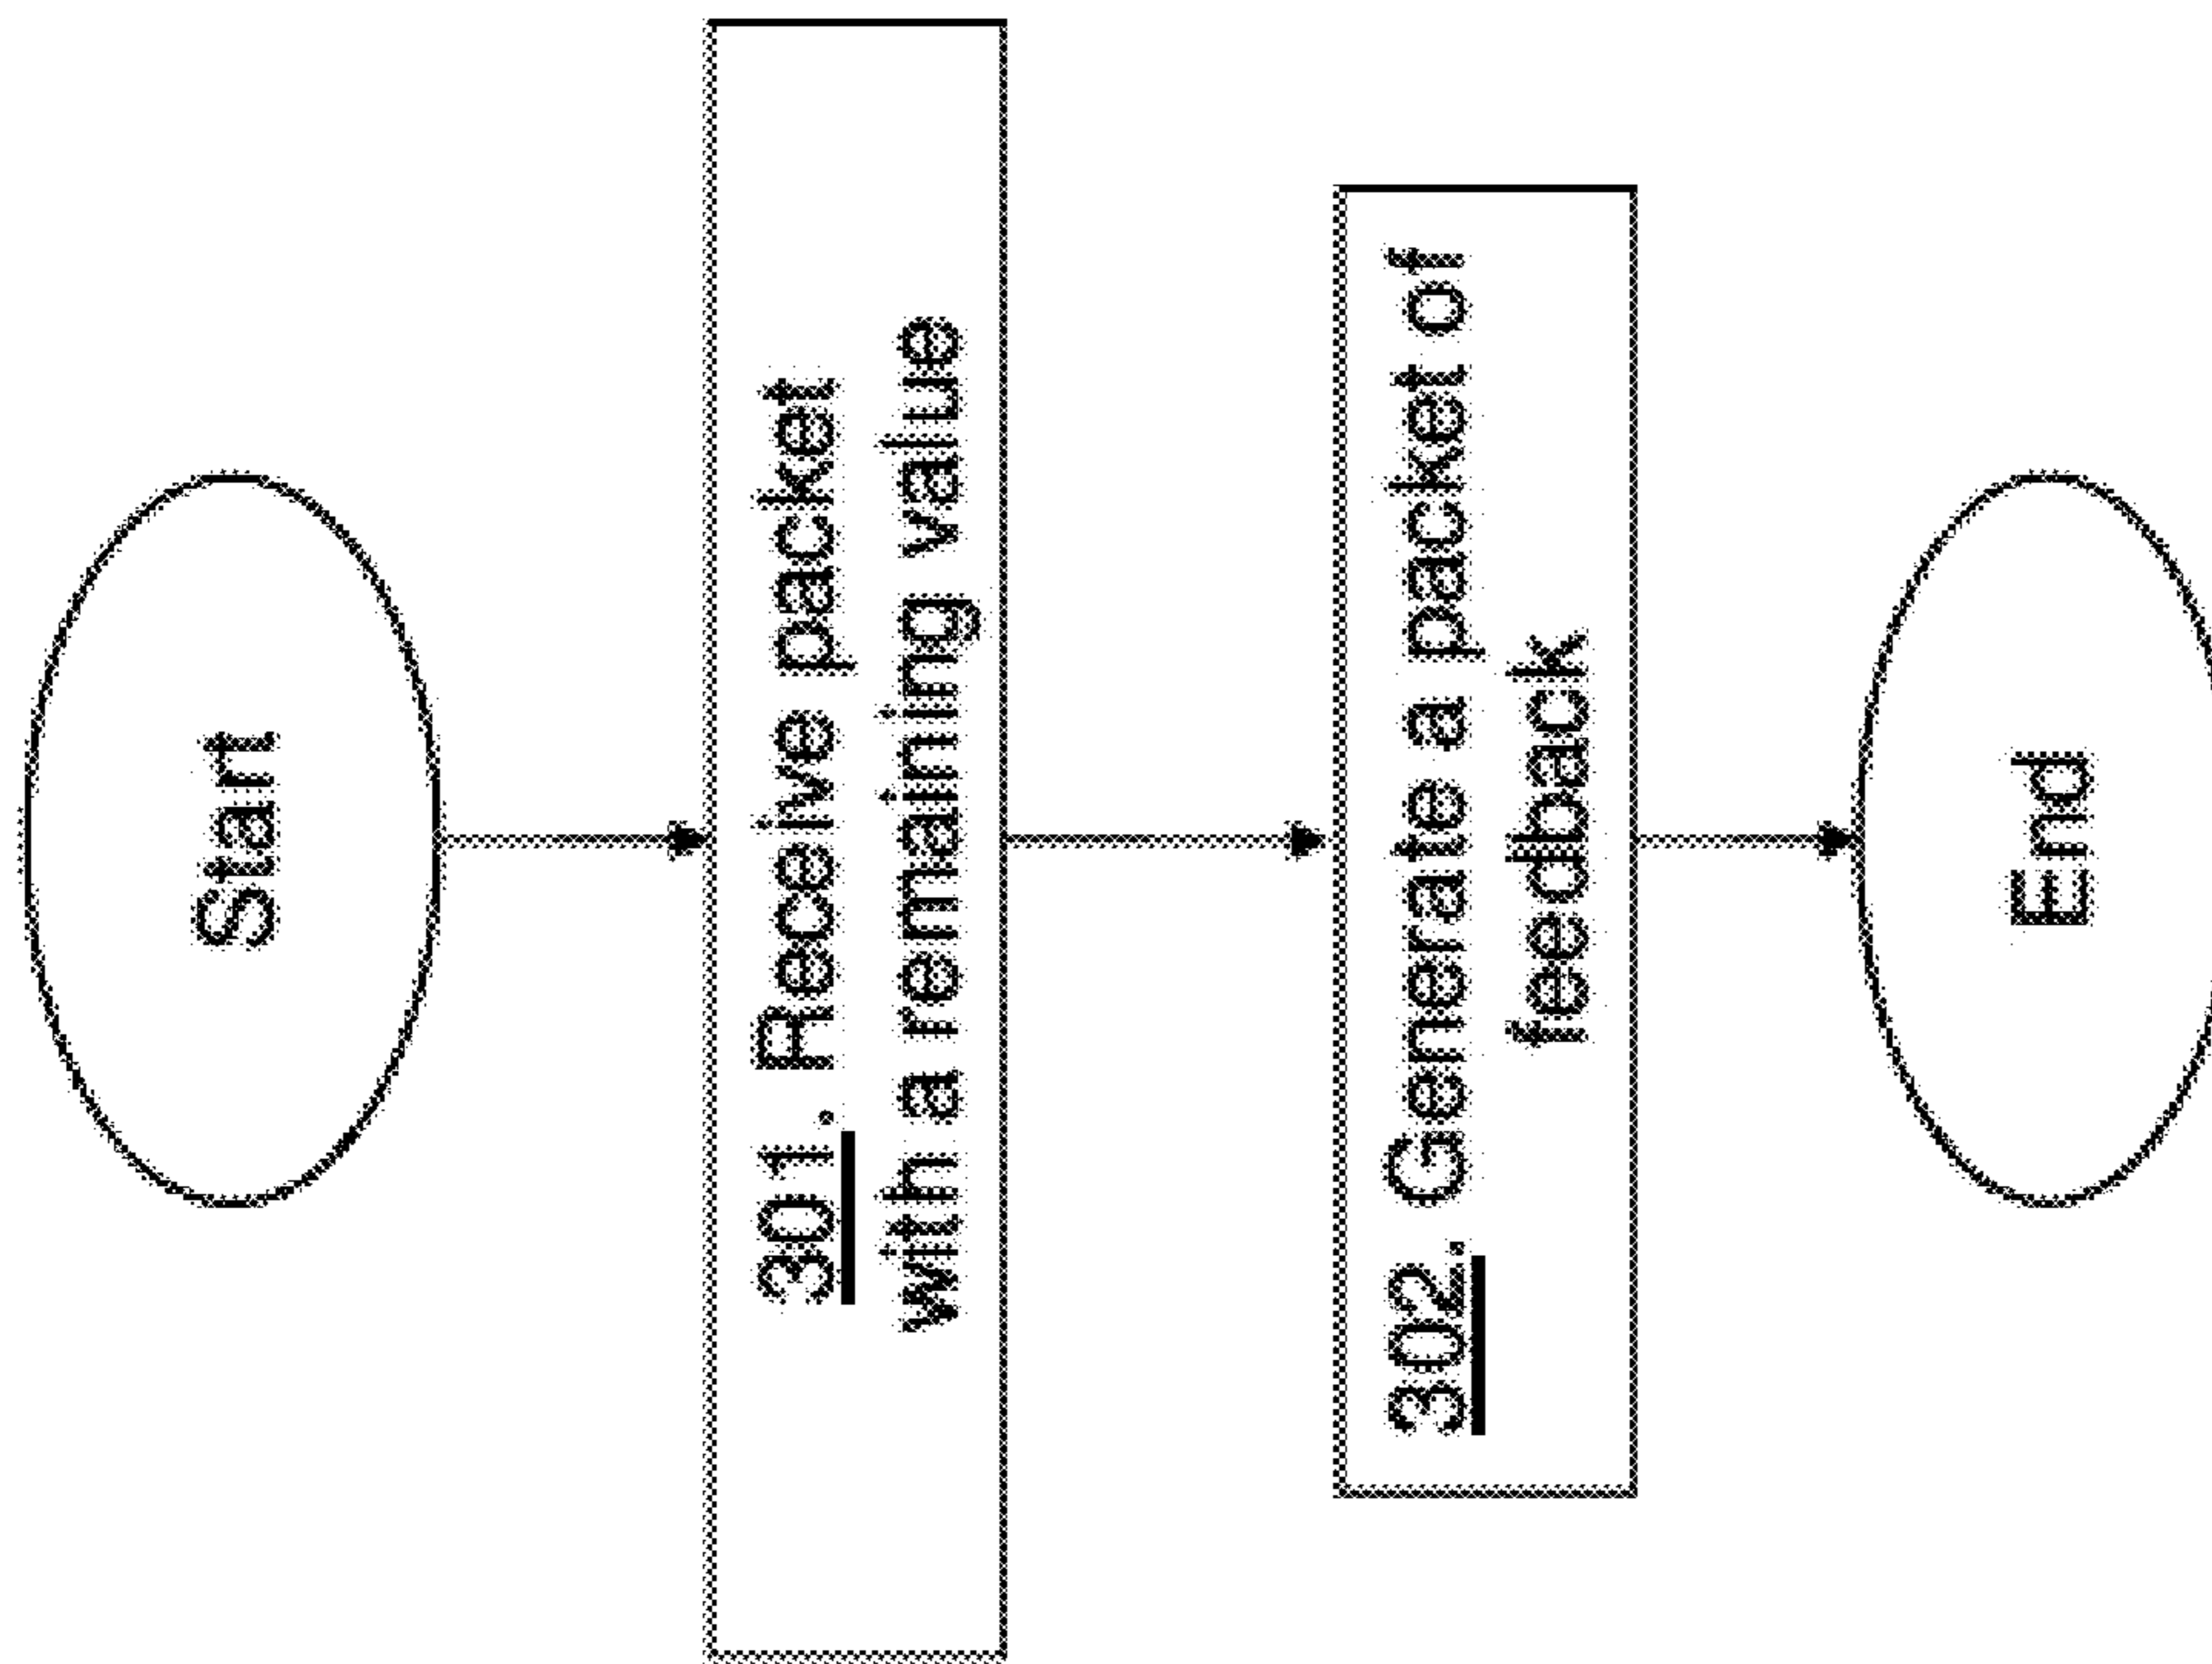 Start
301. Receive packet
with a remaining value
302. Generate a packet of
feedback
End